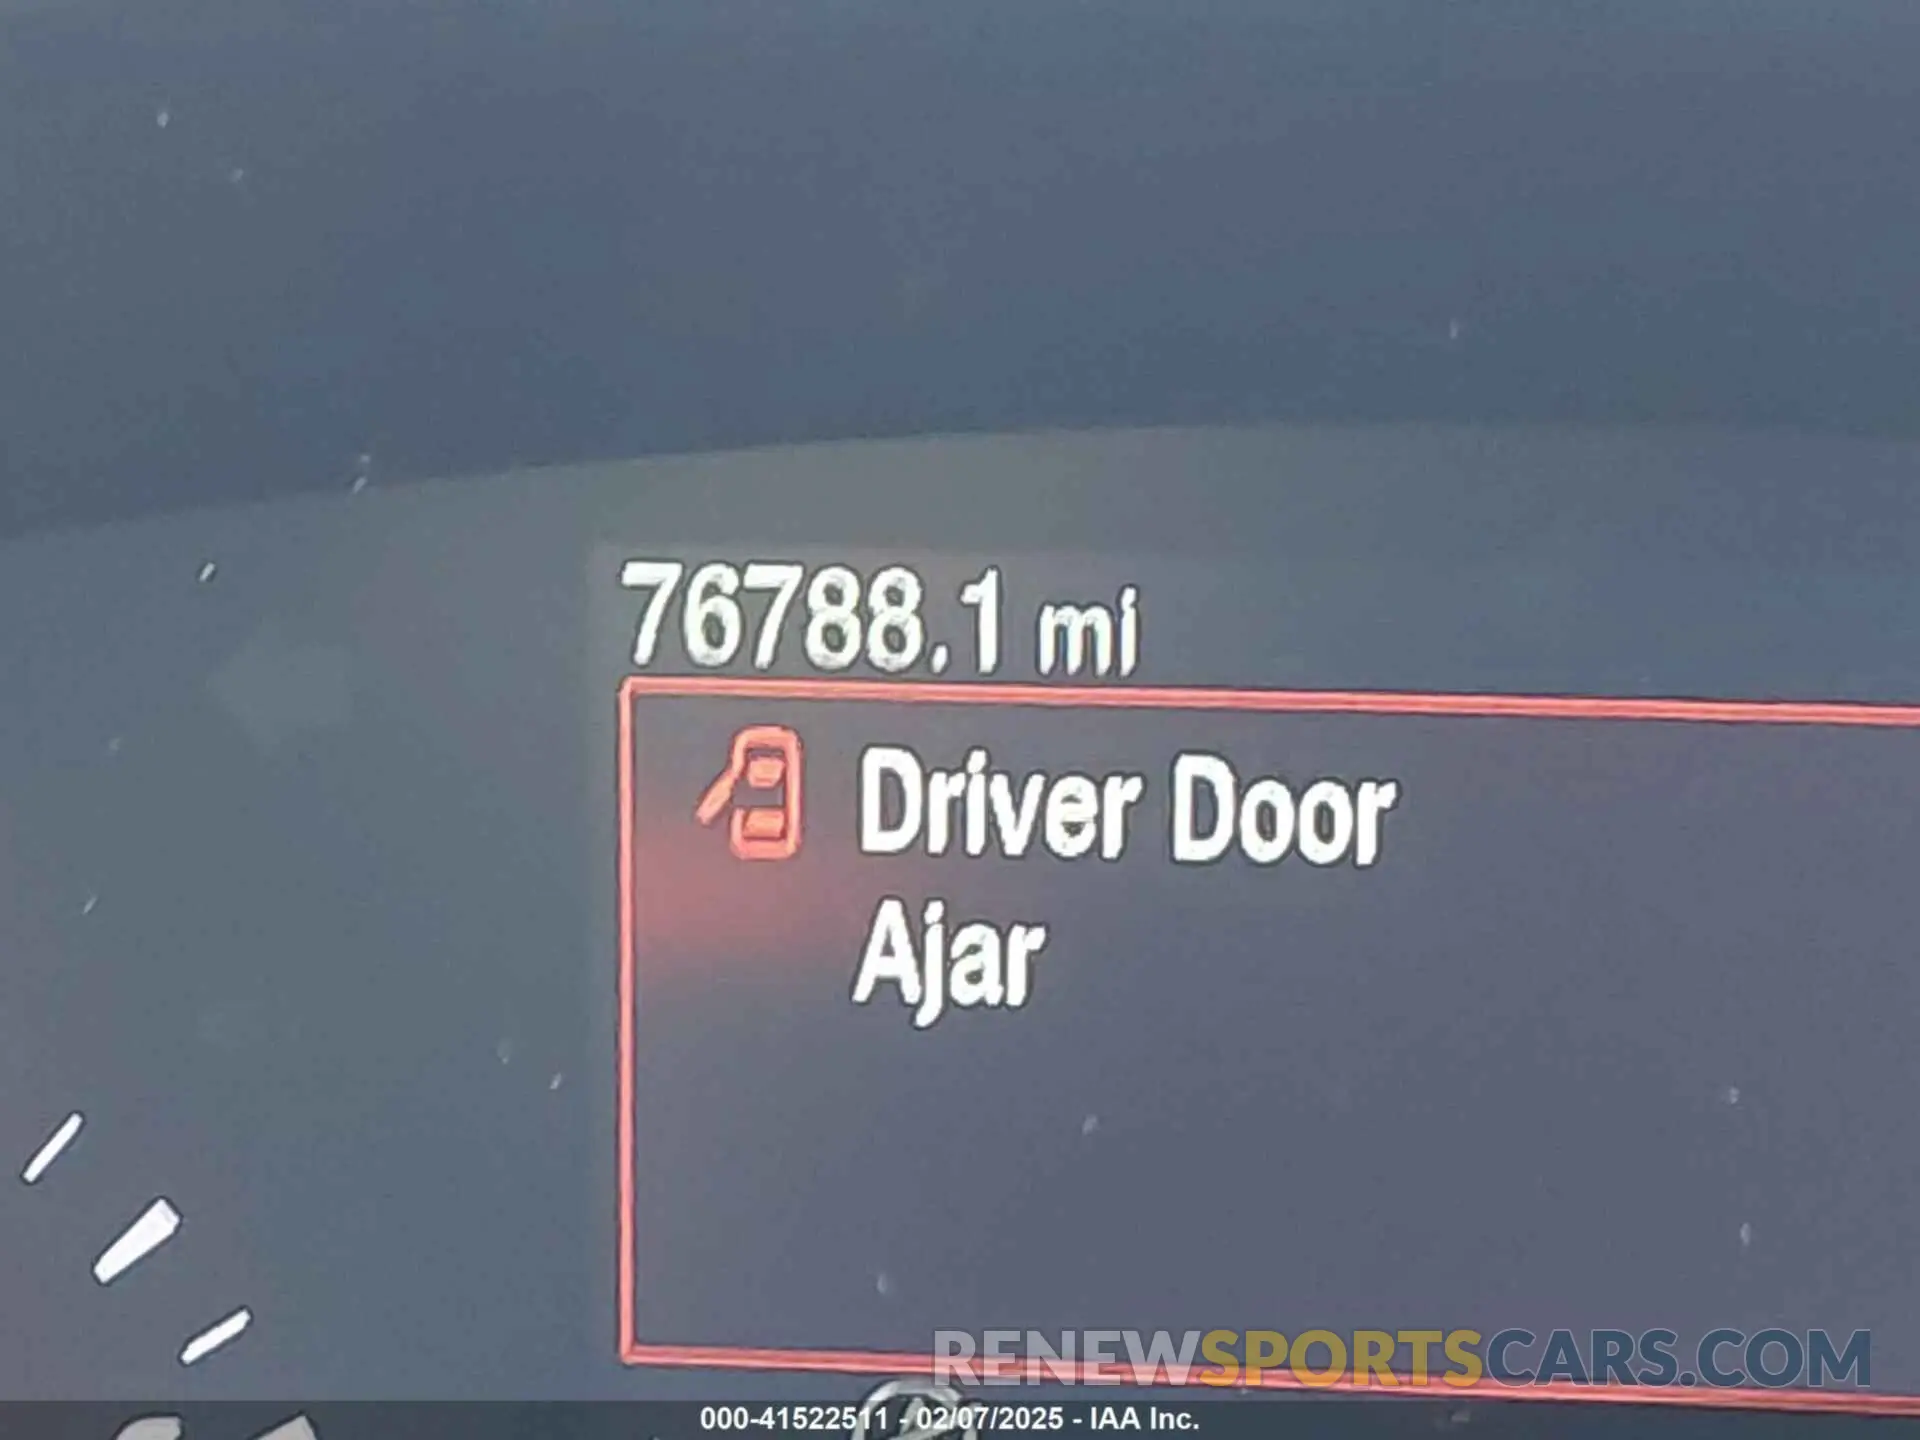 76788.1 mi
Driver Door
Ajar
RENEWSPORTSCARS.COM
000-41522511 - 02/07/2025 - IAA Inc.